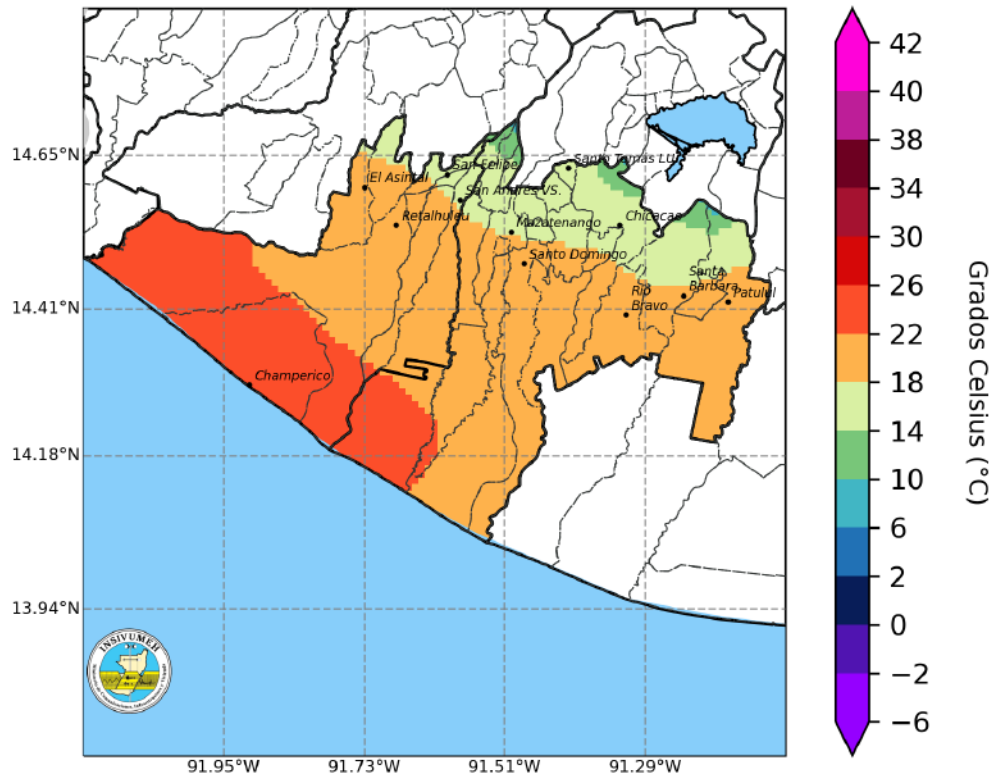 42
40
38
34
30
26
22
18
14
10
6
2
0
−2
−6
Grados Celsius (°C)
14.65°N
14.41°N
14.18°N
13.94°N
91.95°W
91.73°W
91.51°W
91.29°W
San Felipe
Santo Tomas LU.
El Asintal
San Andres VS.
Retalhuleu
Mazatenango
Chicacao
Santo Domingo
Santa
Barbara
Patulul
Rio
Bravo
Champerico
INSIVUMEH